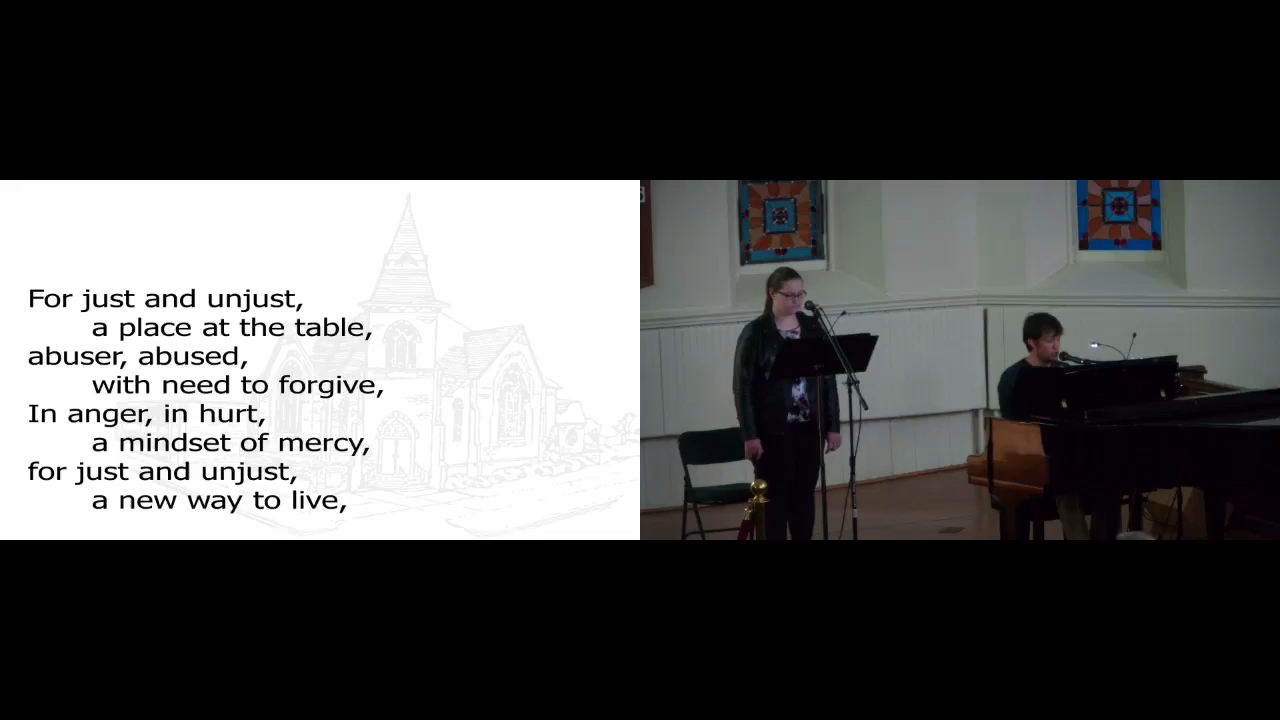 For just and unjust,
a place at the table,
abuser, abused,
with need to forgive,
In anger, in hurt,
a mindset of mercy,
for just and unjust,
a new way to live,